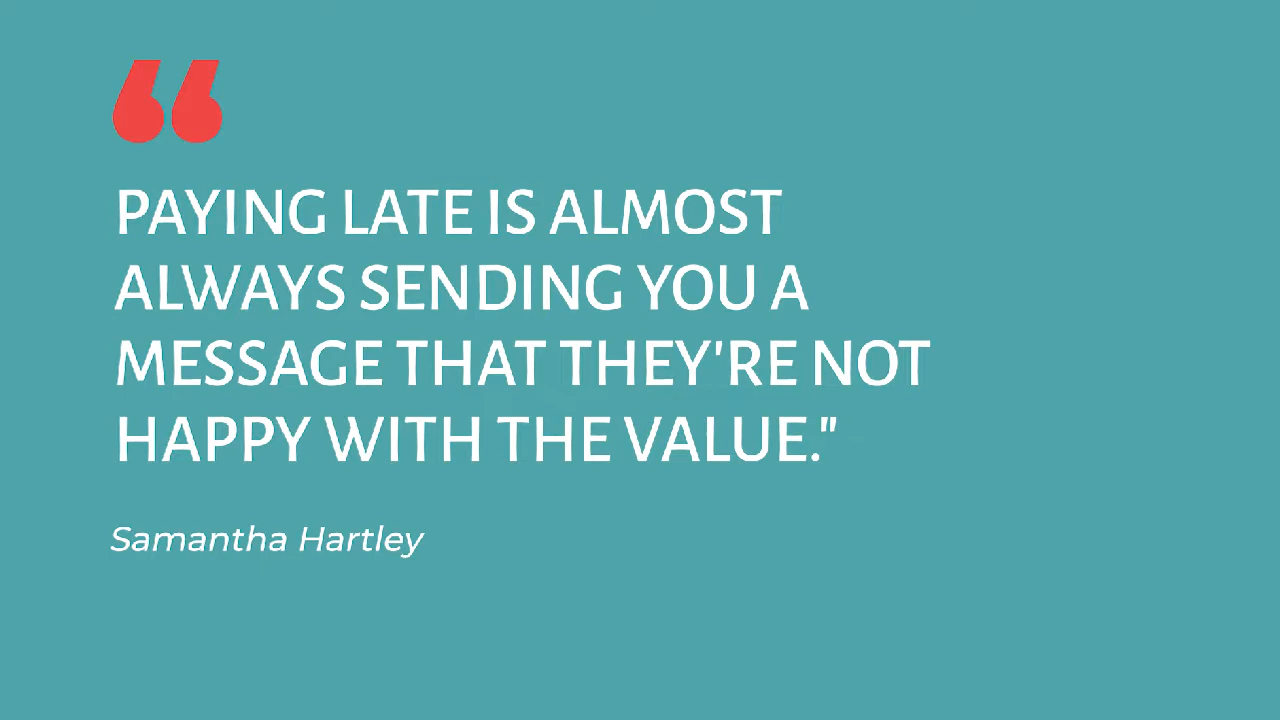 “
PAYING LATE IS ALMOST
ALWAYS SENDING YOU A
MESSAGE THAT THEY'RE NOT
HAPPY WITH THE VALUE."
Samantha Hartley